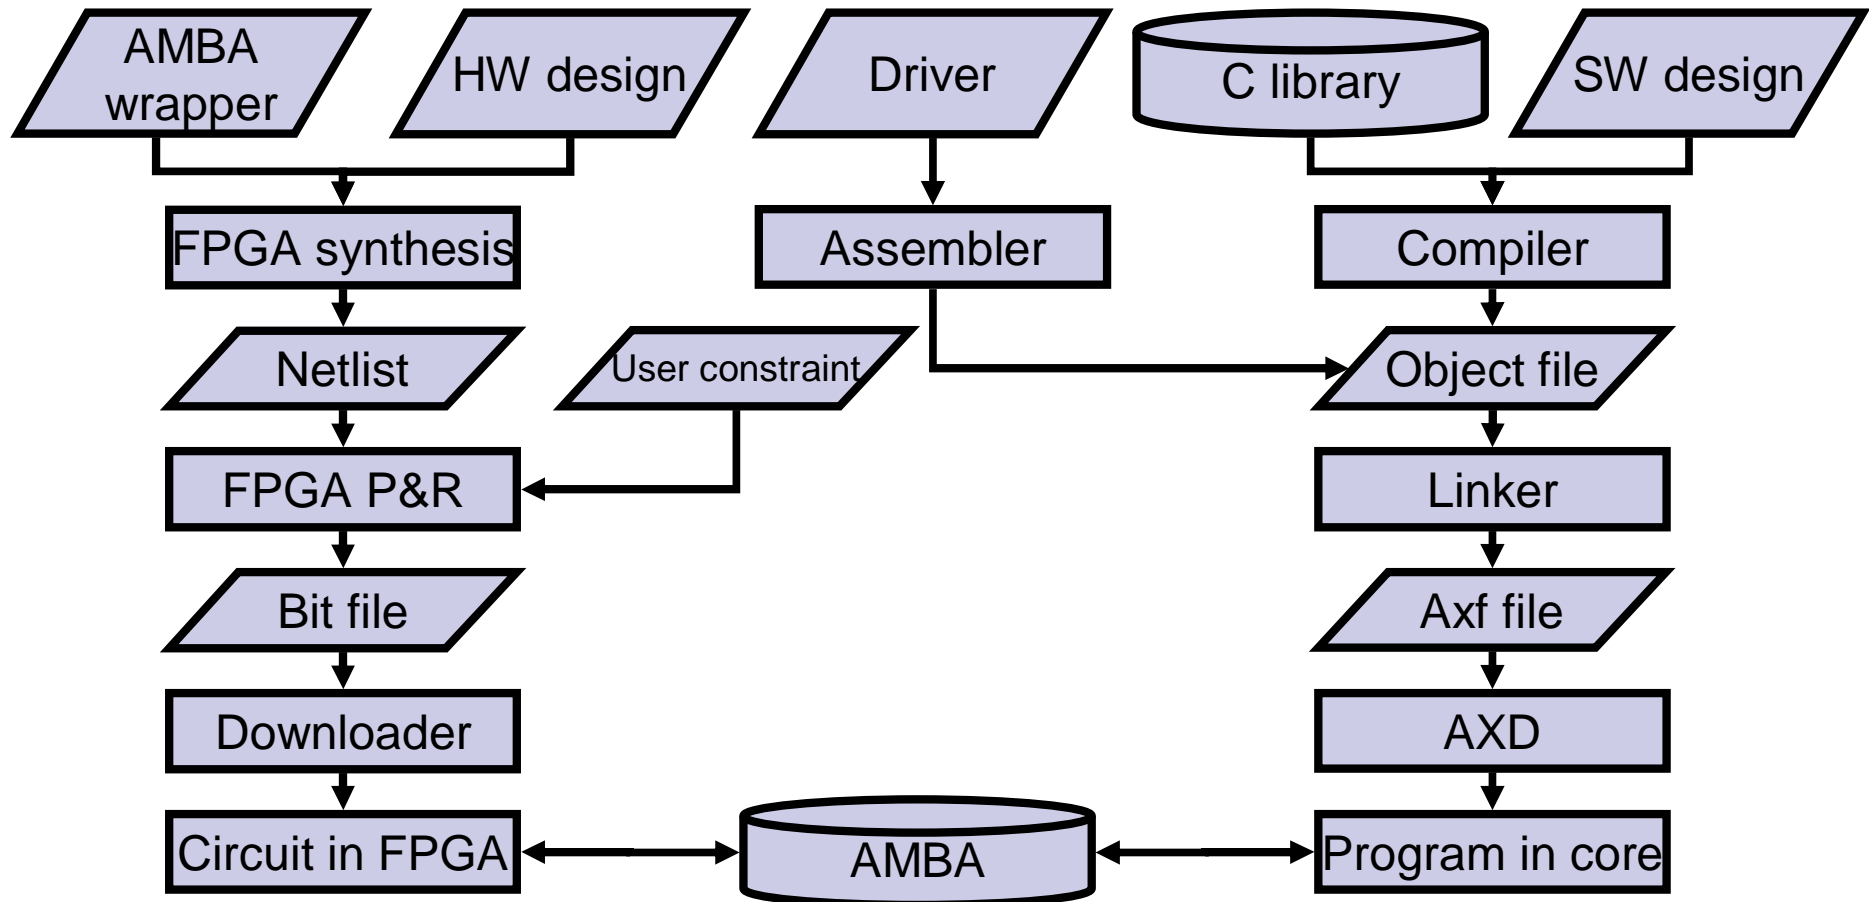 AMBA
wrapper
HW design
Driver
C library
SW design
FPGA synthesis
Assembler
Compiler
Netlist
User constraint
Object file
FPGA P&R
Linker
Bit file
Axf file
Downloader
AXD
Circuit in FPGA
AMBA
Program in core